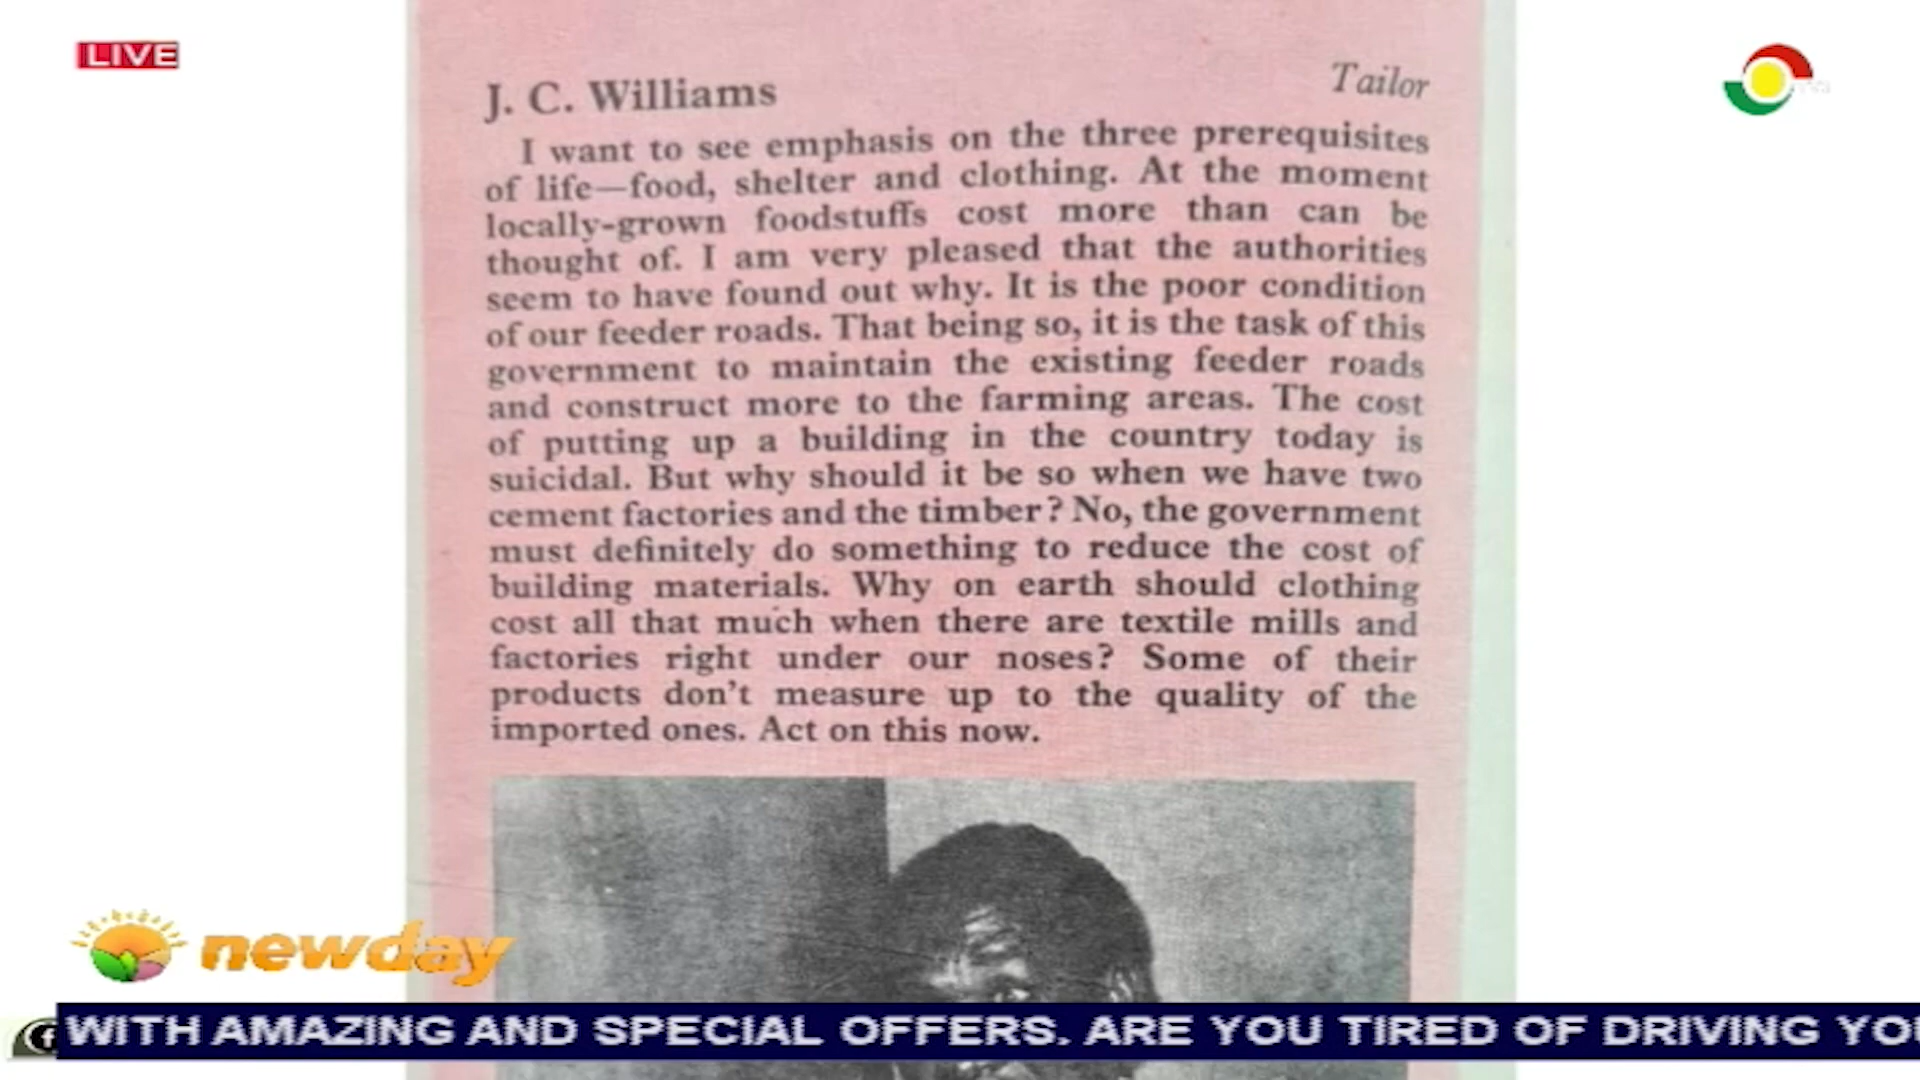 LIVE
J. C. Williams
Tailor
I want to see emphasis on the three prerequisites
of life—food, shelter and clothing. At the moment
locally-grown foodstuffs cost more than can be
thought of. I am very pleased that the authorities
seem to have found out why. It is the poor condition
of our feeder roads. That being so, it is the task of this
government to maintain the existing feeder roads
and construct more to the farming areas. The cost
of putting up a building in the country today is
suicidal. But why should it be so when we have two
cement factories and the timber? No, the government
must definitely do something to reduce the cost of
building materials. Why on earth should clothing
cost all that much when there are textile mills and
factories right under our noses? Some of their
products don't measure up to the quality of the
imported ones. Act on this now.
newday
WITH AMAZING AND SPECIAL OFFERS. ARE YOU TIRED OF DRIVING YO